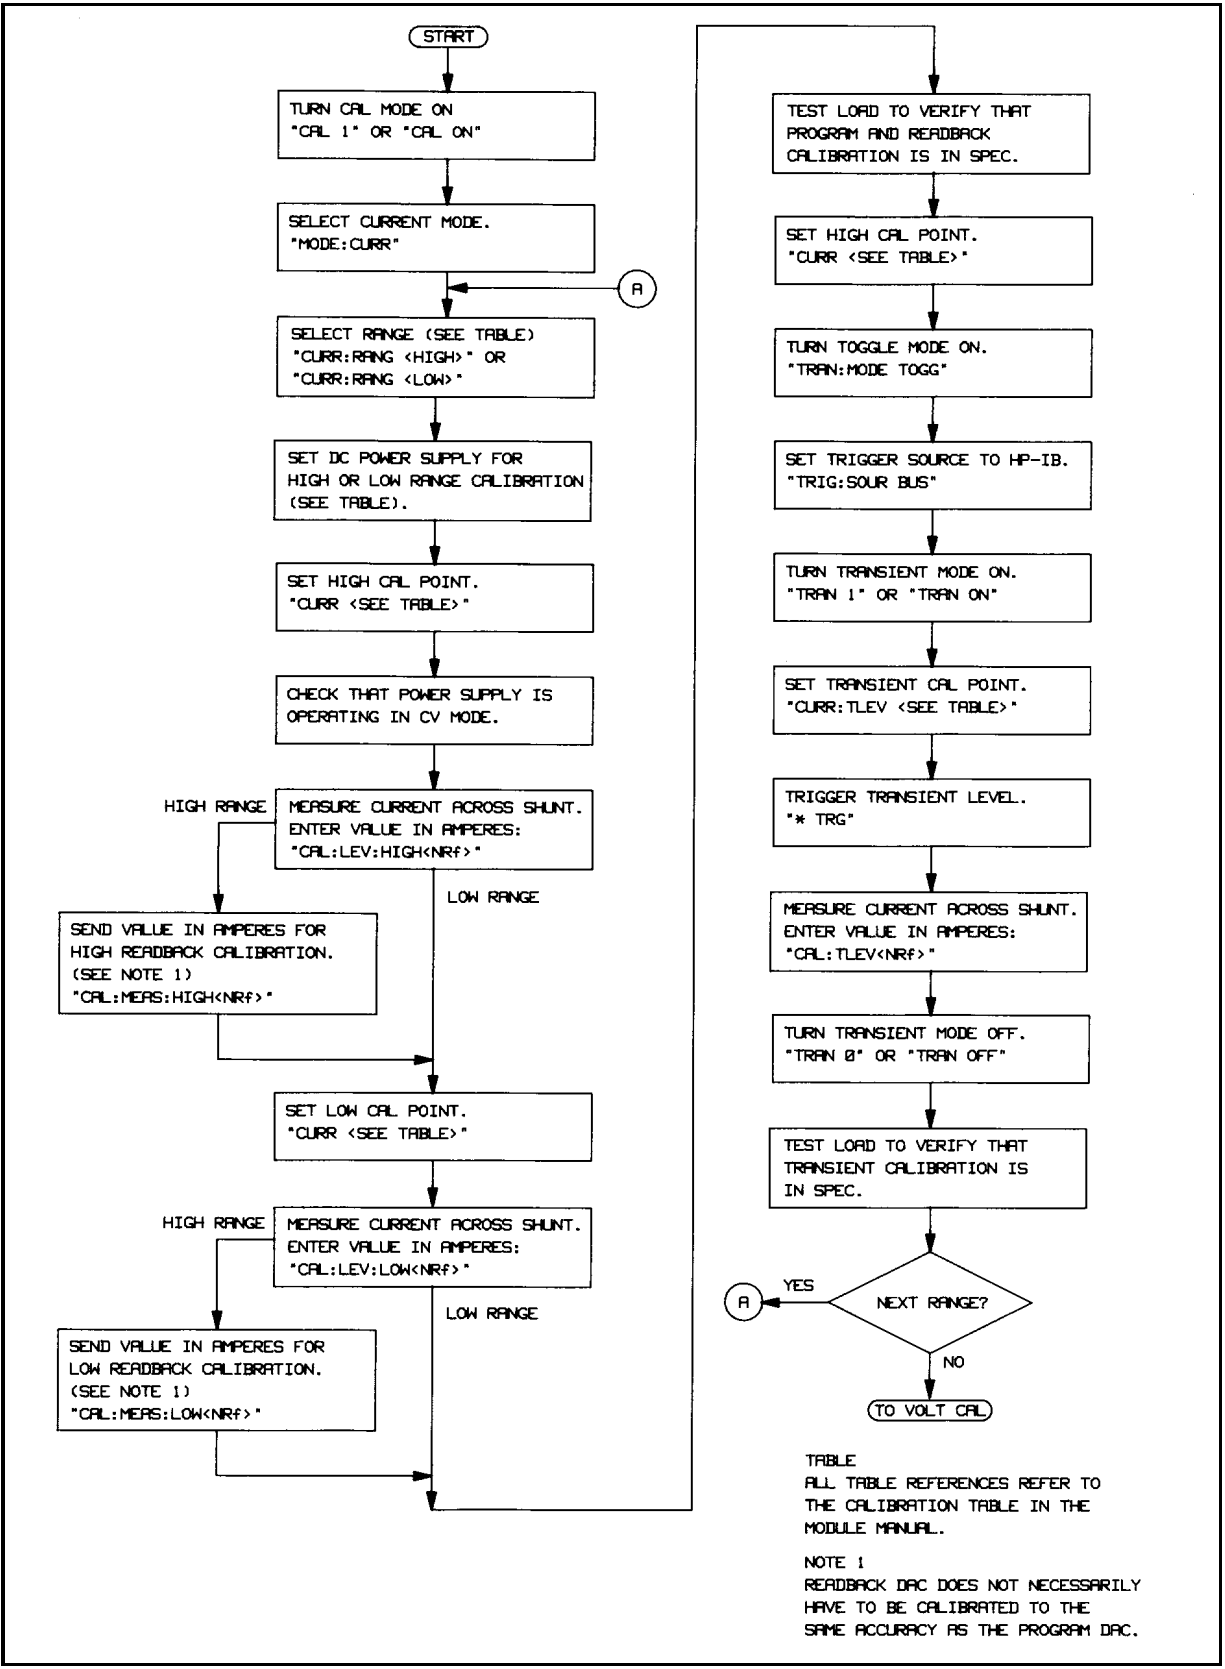 START
TURN CAL MODE ON
"CAL 1" OR "CAL ON"
SELECT CURRENT MODE.
"MODE:CURR"
A
SELECT RANGE (SEE TABLE)
"CURR:RANG <HIGH>" OR
"CURR:RANG <LOW>"
SET DC POWER SUPPLY FOR
HIGH OR LOW RANGE CALIBRATION
(SEE TABLE).
SET HIGH CAL POINT.
"CURR <SEE TABLE>"
CHECK THAT POWER SUPPLY IS
OPERATING IN CV MODE.
HIGH RANGE
MEASURE CURRENT ACROSS SHUNT.
ENTER VALUE IN AMPERES:
"CAL:LEV:HIGH<NRf>"
LOW RANGE
SEND VALUE IN AMPERES FOR
HIGH READBACK CALIBRATION.
(SEE NOTE 1)
"CAL:MEAS:HIGH<NRf>"
SET LOW CAL POINT.
"CURR <SEE TABLE>"
HIGH RANGE
MEASURE CURRENT ACROSS SHUNT.
ENTER VALUE IN AMPERES:
"CAL:LEV:LOW<NRf>"
LOW RANGE
SEND VALUE IN AMPERES FOR
LOW READBACK CALIBRATION.
(SEE NOTE 1)
"CAL:MEAS:LOW<NRf>"
TEST LOAD TO VERIFY THAT
PROGRAM AND READBACK
CALIBRATION IS IN SPEC.
SET HIGH CAL POINT.
"CURR <SEE TABLE>"
TURN TOGGLE MODE ON.
"TRAN:MODE TOGG"
SET TRIGGER SOURCE TO HP-IB.
"TRIG:SOUR BUS"
TURN TRANSIENT MODE ON.
"TRAN 1" OR "TRAN ON"
SET TRANSIENT CAL POINT.
"CURR:TLEV <SEE TABLE>"
TRIGGER TRANSIENT LEVEL.
"* TRG"
MEASURE CURRENT ACROSS SHUNT.
ENTER VALUE IN AMPERES:
"CAL:TLEV<NRf>"
TURN TRANSIENT MODE OFF.
"TRAN 0" OR "TRAN OFF"
TEST LOAD TO VERIFY THAT
TRANSIENT CALIBRATION IS
IN SPEC.
A
YES
NEXT RANGE?
NO
TO VOLT CAL
TABLE
ALL TABLE REFERENCES REFER TO
THE CALIBRATION TABLE IN THE
MODULE MANUAL.
NOTE 1
READBACK DAC DOES NOT NECESSARILY
HAVE TO BE CALIBRATED TO THE
SAME ACCURACY AS THE PROGRAM DAC.